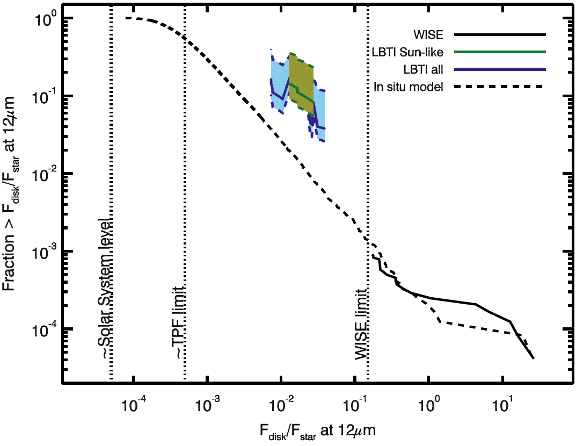 WISE
LBTI Sun-like
LBTI all
In situ model
Fraction > F_disk/F_star at 12μm
10^0
10^-1
10^-2
10^-3
10^-4
~Solar System level
~TPF limit
WISE limit
10^-4
10^-3
10^-2
10^-1
10^0
10^1
F_disk/F_star at 12μm